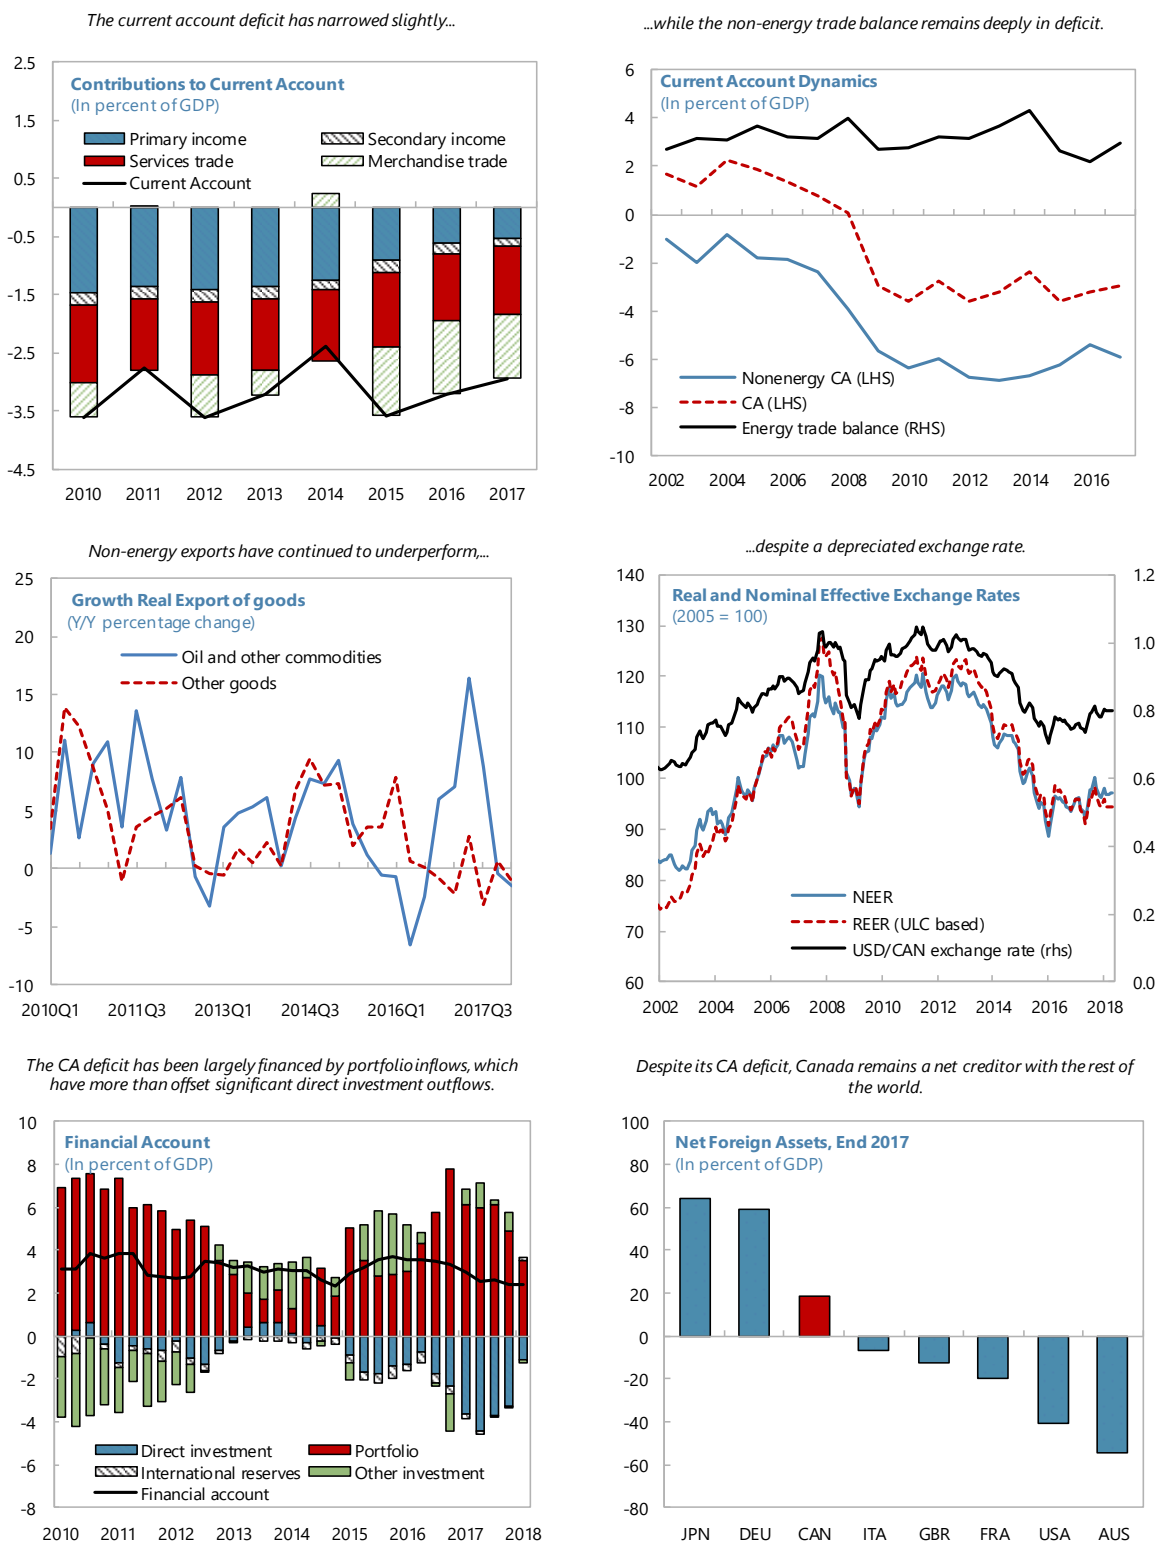 The current account deficit has narrowed slightly...
2.5
1.5
0.5
-0.5
-1.5
-2.5
-3.5
-4.5
Contributions to Current Account
(In percent of GDP)
Primary income
Secondary income
Services trade
Merchandise trade
Current Account
2010 2011 2012 2013 2014 2015 2016 2017
...while the non-energy trade balance remains deeply in deficit.
6
4
2
0
-2
-4
-6
-8
-10
Current Account Dynamics
(In percent of GDP)
Nonenergy CA (LHS)
CA (LHS)
Energy trade balance (RHS)
2002 2004 2006 2008 2010 2012 2014 2016
Non-energy exports have continued to underperform,...
25
20
15
10
5
0
-5
-10
Growth Real Export of goods
(Y/Y percentage change)
Oil and other commodities
Other goods
2010Q1 2011Q3 2013Q1 2014Q3 2016Q1 2017Q3
...despite a depreciated exchange rate.
140
130
120
110
100
90
80
70
60
1.2
1.0
0.8
0.6
0.4
0.2
0.0
Real and Nominal Effective Exchange Rates
(2005 = 100)
NEER
REER (ULC based)
USD/CAN exchange rate (rhs)
2002 2004 2006 2008 2010 2012 2014 2016 2018
The CA deficit has been largely financed by portfolio inflows, which
have more than offset significant direct investment outflows.
10
8
6
4
2
0
-2
-4
-6
-8
Financial Account
(In percent of GDP)
Direct investment
Portfolio
International reserves
Other investment
Financial account
2010 2011 2012 2013 2014 2015 2016 2017 2018
Despite its CA deficit, Canada remains a net creditor with the rest of
the world.
100
80
60
40
20
0
-20
-40
-60
-80
Net Foreign Assets, End 2017
(In percent of GDP)
JPN DEU CAN ITA GBR FRA USA AUS